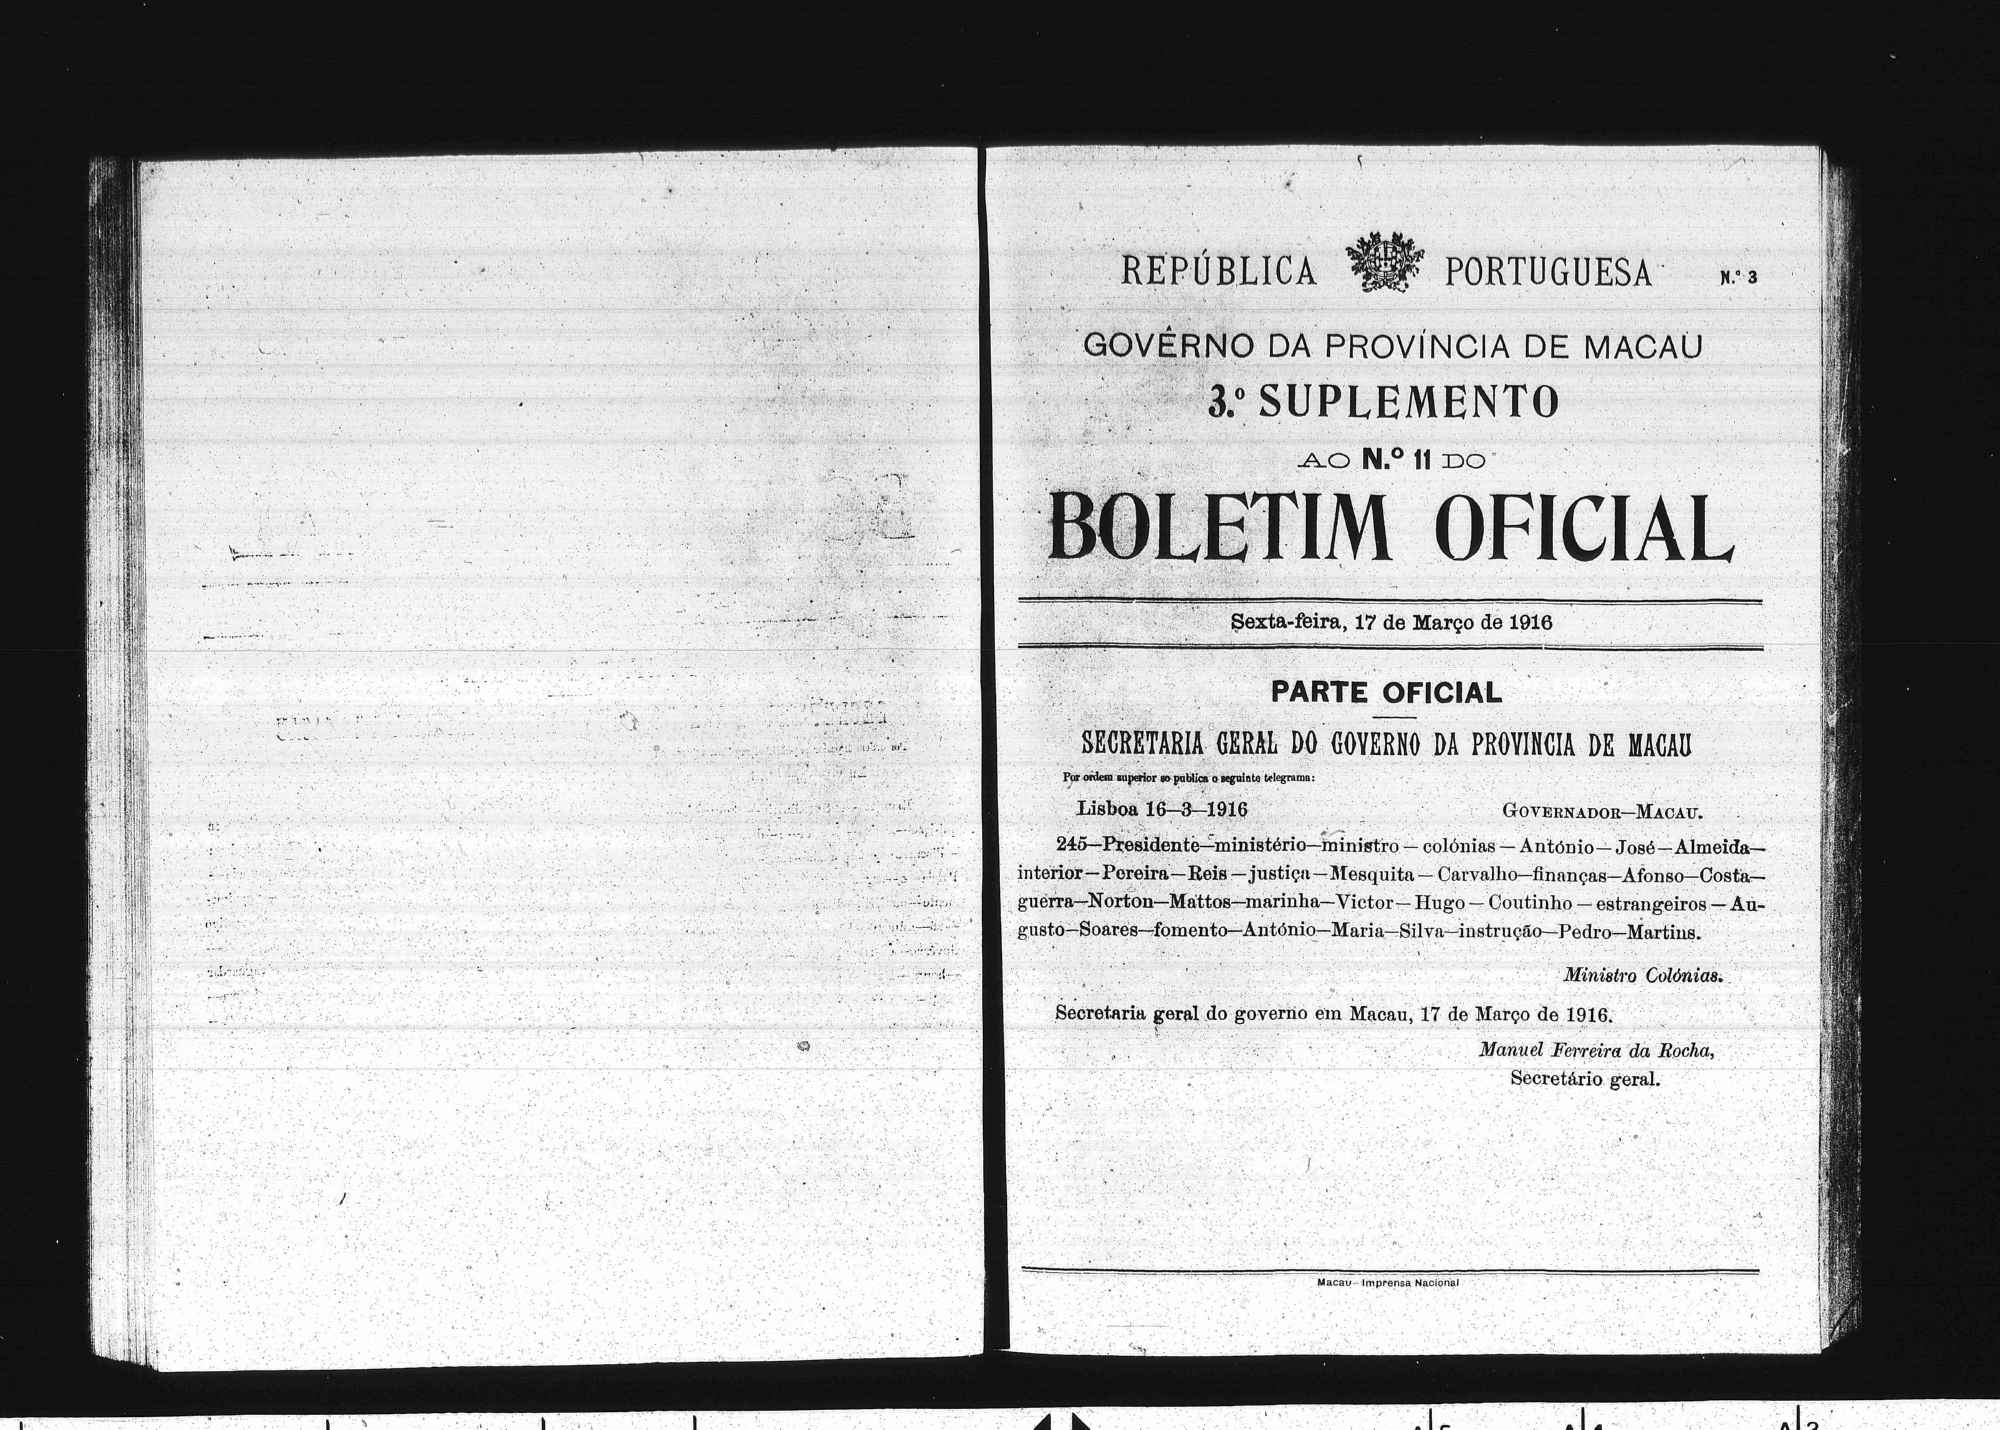 REPÚBLICA PORTUGUESA N.º 3
GOVÊRNO DA PROVÍNCIA DE MACAU
3.º SUPLEMENTO
AO N.º 11 DO
BOLETIM OFICIAL
Sexta-feira, 17 de Março de 1916
PARTE OFICIAL
SECRETARIA GERAL DO GOVERNO DA PROVINCIA DE MACAU
Por ordem superior se publica o seguinte telegrama:
Lisboa 16—3—1916 GOVERNADOR—MACAU.
245—Presidente—ministério—ministro—colónias—António—José—Almeida—
interior—Pereira—Reis—justiça—Mesquita—Carvalho—finanças—Afonso—Costa—
guerra—Norton—Mattos—marinha—Victor—Hugo—Coutinho—estrangeiros—Au-
gusto—Soares—fomento—António—Maria—Silva—instrução—Pedro—Martins.
Ministro Colónias.
Secretaria geral do governo em Macau, 17 de Março de 1916.
Manuel Ferreira da Rocha,
Secretário geral.
Macau—Imprensa Nacional